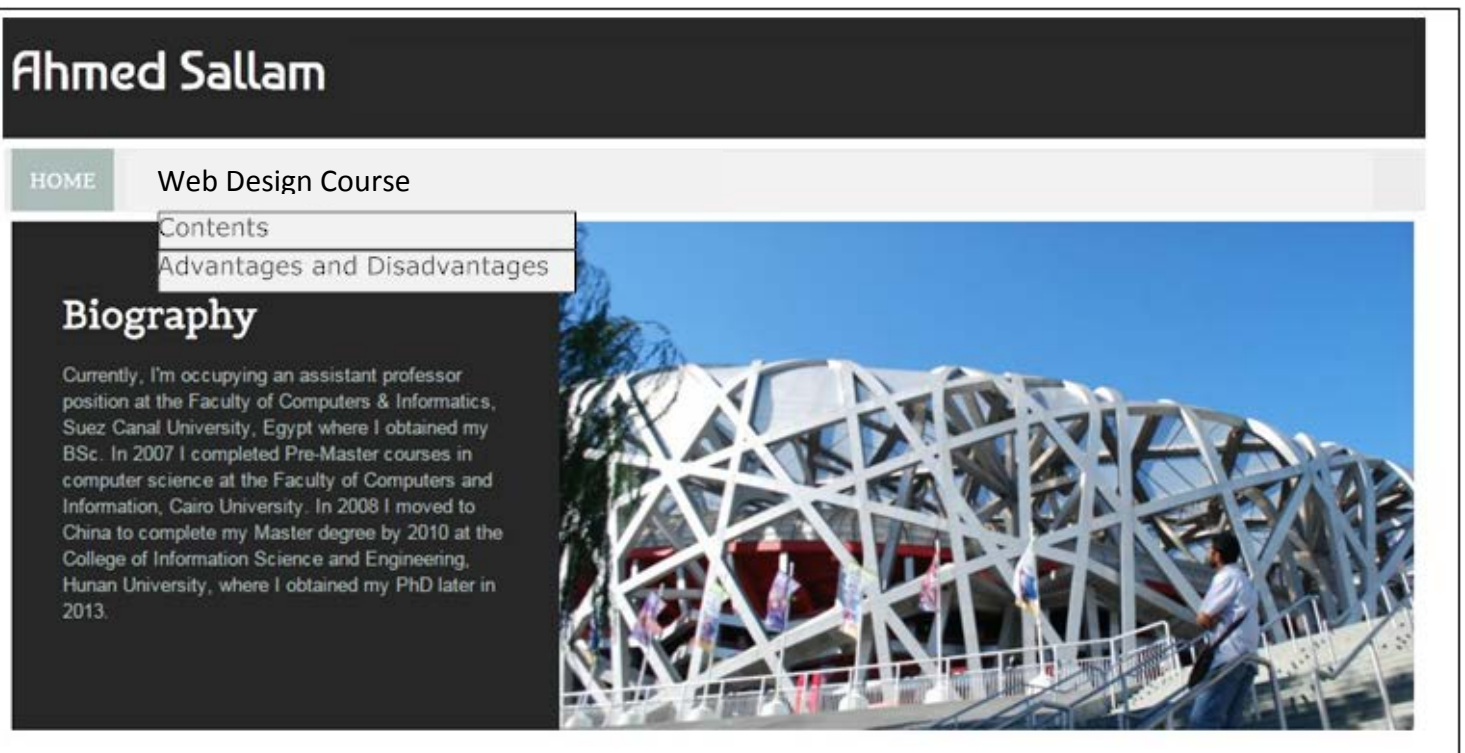 Ahmed Sallam
HOME Web Design Course
Contents
Advantages and Disadvantages
Biography
Currently, I'm occupying an assistant professor
position at the Faculty of Computers & Informatics,
Suez Canal University, Egypt where I obtained my
BSc. In 2007 I completed Pre-Master courses in
computer science at the Faculty of Computers and
Information, Cairo University. In 2008 I moved to
China to complete my Master degree by 2010 at the
College of Information Science and Engineering,
Hunan University, where I obtained my PhD later in
2013.